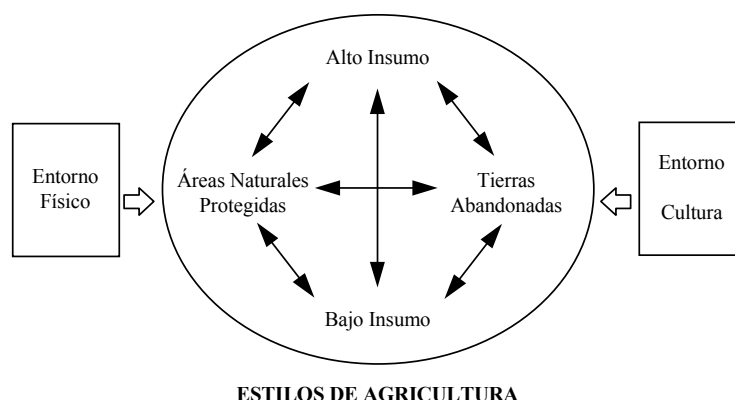 Alto Insumo
Entorno
Físico
Áreas Naturales
Protegidas
Tierras
Abandonadas
Entorno
Cultura
Bajo Insumo
ESTILOS DE AGRICULTURA